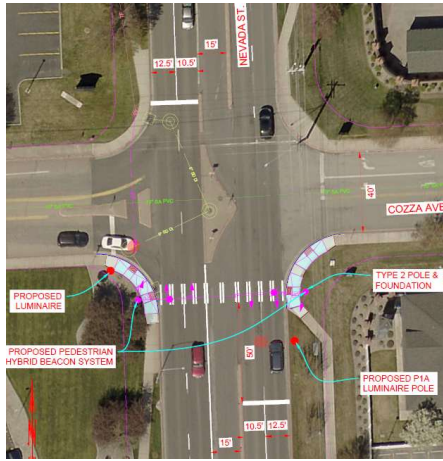 NEVADA ST.
15'
12.5'
10.5'
40'
COZZA AVE
TYPE 2 POLE &
FOUNDATION
PROPOSED
LUMINAIRE
PROPOSED PEDESTRIAN
HYBRID BEACON SYSTEM
50'
PROPOSED P1A
LUMINAIRE POLE
10.5'
12.5'
15'